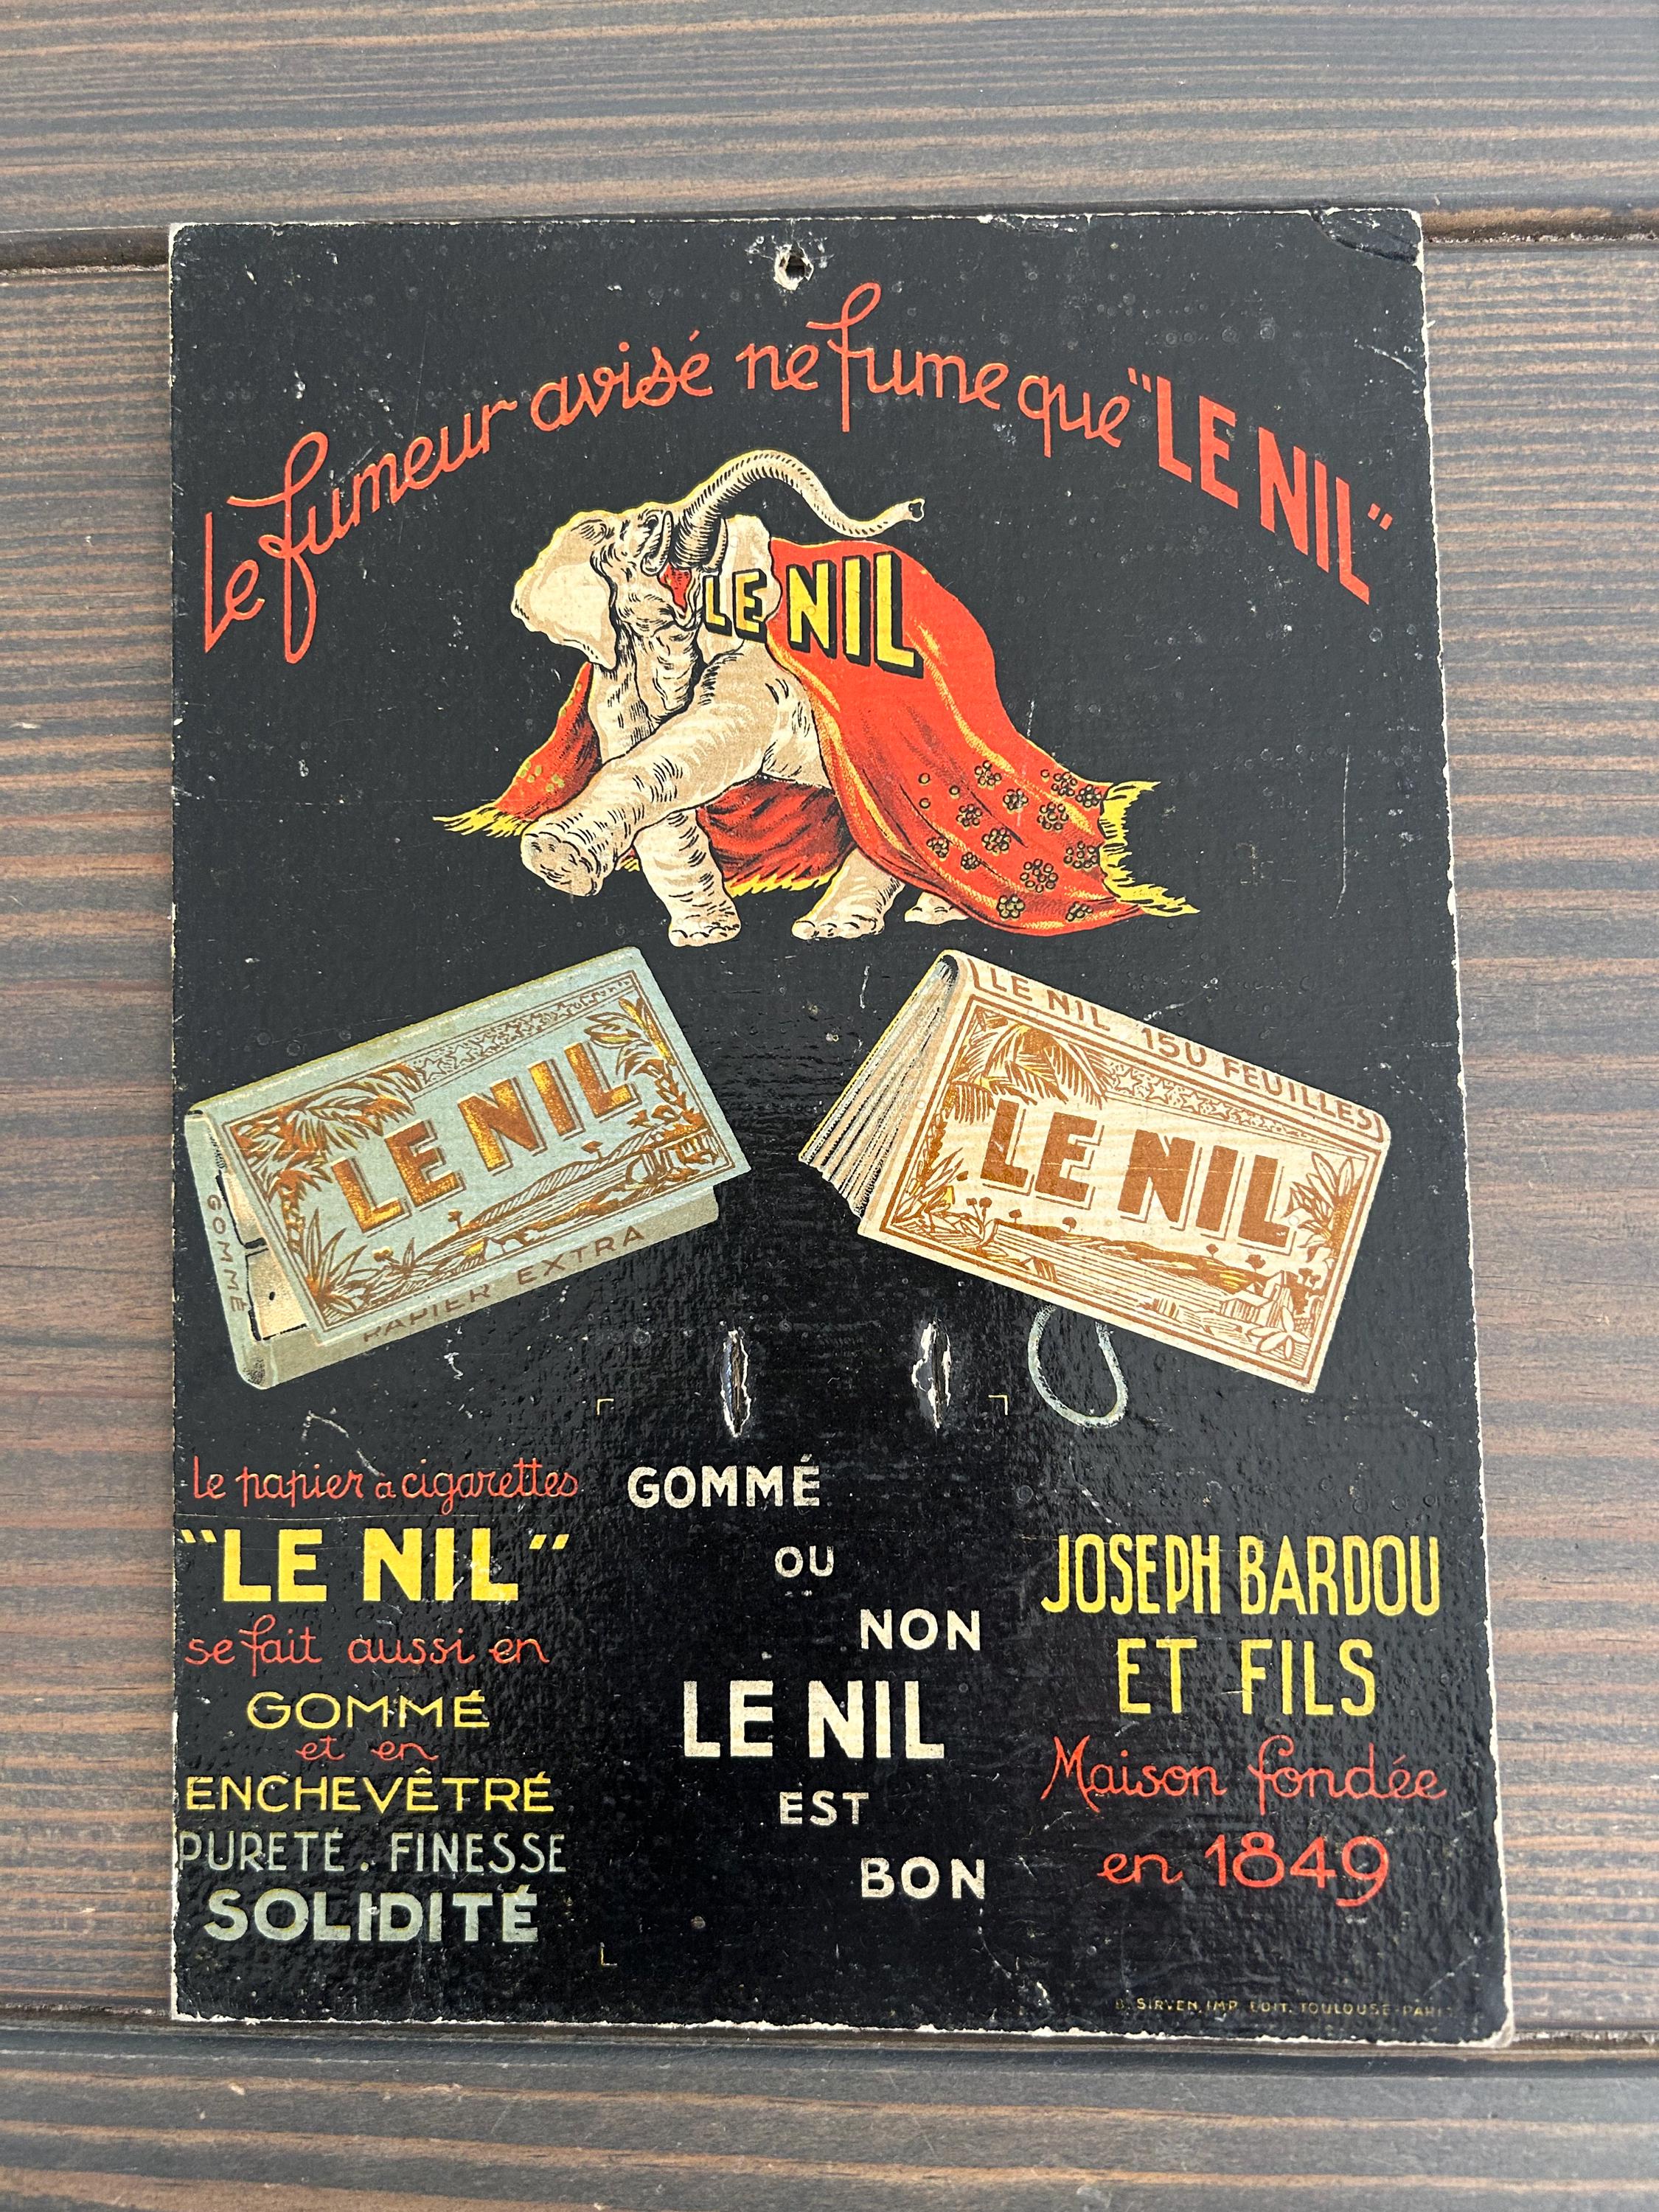 le fumeur avisé ne fume que "LE NIL"
LE NIL
LE NIL
GOMMÉ
PAPIER EXTRA
LE NIL 150 FEUILLES
LE NIL
le papier a cigarettes
"LE NIL"
se fait aussi en
GOMMÉ
et en
ENCHEVÊTRÉ
PURETÉ. FINESSE
SOLIDITÉ
GOMMÉ
OU
NON
LE NIL
EST
BON
JOSEPH BARDOU
ET FILS
Maison fondée
en 1849
B. SIRVEN, IMP. EDIT. TOULOUSE-PARIS